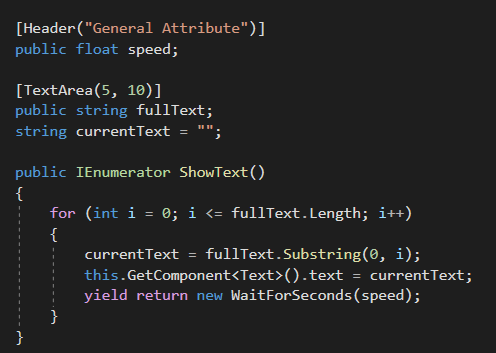 [Header("General Attribute")]
public float speed;
[TextArea(5, 10)]
public string fullText;
string currentText = "";
public IEnumerator ShowText()
{
for (int i = 0; i <= fullText.Length; i++)
{
currentText = fullText.Substring(0, i);
this.GetComponent<Text>().text = currentText;
yield return new WaitForSeconds(speed);
}
}